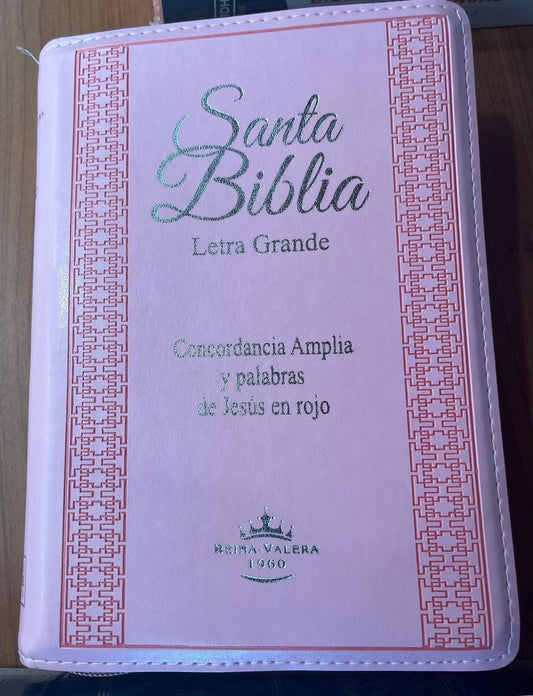 Santa
Biblia
Letra Grande
Concordancia Amplia
y palabras
de Jesús en rojo
REINA-VALERA
1960